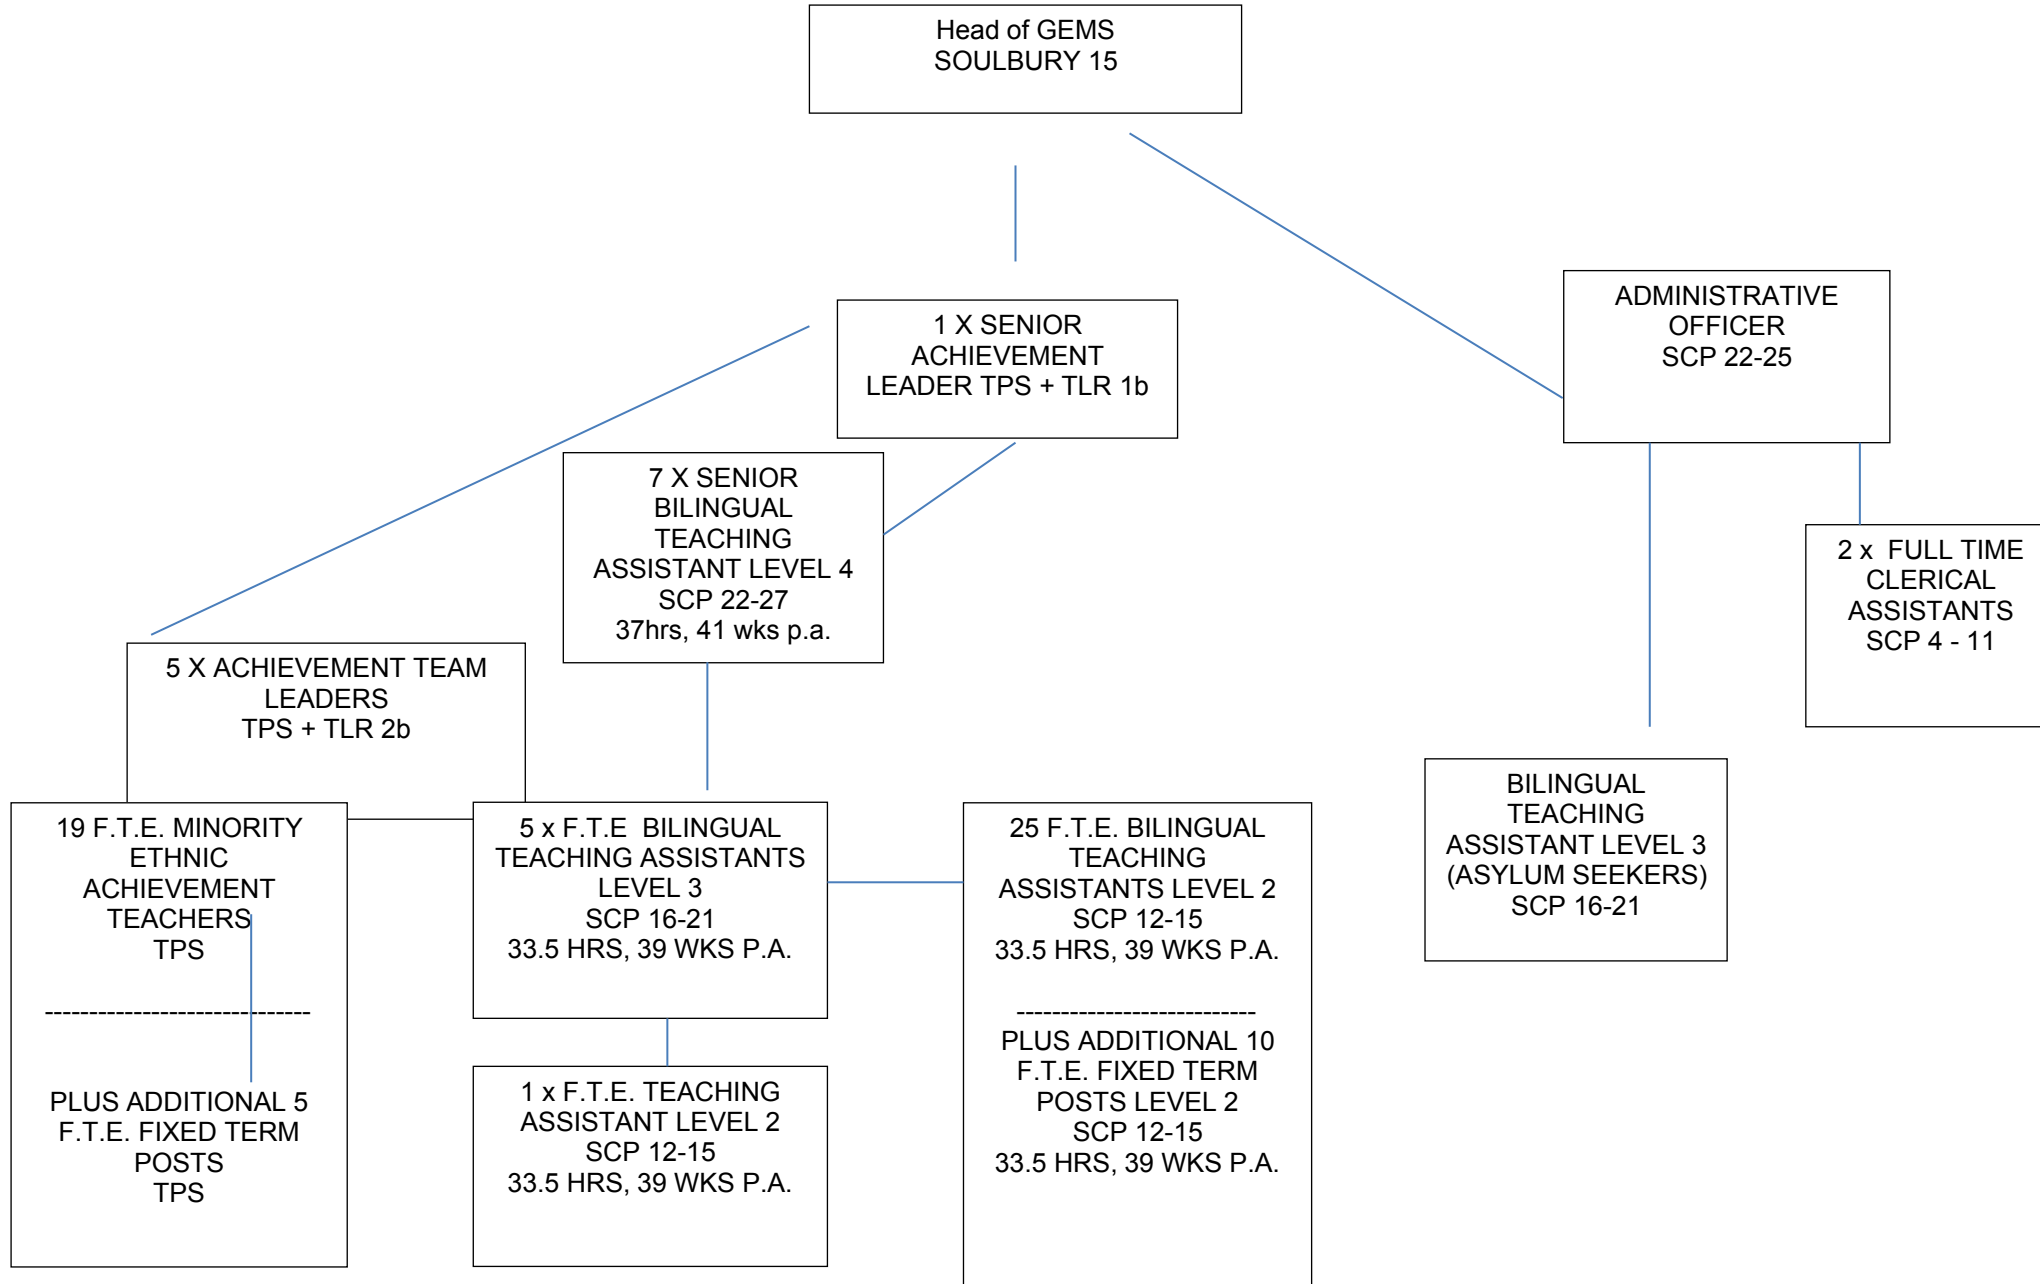 Head of GEMS
SOULBURY 15
1 X SENIOR
ACHIEVEMENT
LEADER TPS + TLR 1b
ADMINISTRATIVE
OFFICER
SCP 22-25
7 X SENIOR
BILINGUAL
TEACHING
ASSISTANT LEVEL 4
SCP 22-27
37hrs, 41 wks p.a.
2 x  FULL TIME
CLERICAL
ASSISTANTS
SCP 4 - 11
5 X ACHIEVEMENT TEAM
LEADERS
TPS + TLR 2b
BILINGUAL
TEACHING
ASSISTANT LEVEL 3
(ASYLUM SEEKERS)
SCP 16-21
19 F.T.E. MINORITY
ETHNIC
ACHIEVEMENT
TEACHERS
TPS
------------------------------
PLUS ADDITIONAL 5
F.T.E. FIXED TERM
POSTS
TPS
5 x F.T.E  BILINGUAL
TEACHING ASSISTANTS
LEVEL 3
SCP 16-21
33.5 HRS, 39 WKS P.A.
1 x F.T.E. TEACHING
ASSISTANT LEVEL 2
SCP 12-15
33.5 HRS, 39 WKS P.A.
25 F.T.E. BILINGUAL
TEACHING
ASSISTANTS LEVEL 2
SCP 12-15
33.5 HRS, 39 WKS P.A.
---------------------------
PLUS ADDITIONAL 10
F.T.E. FIXED TERM
POSTS LEVEL 2
SCP 12-15
33.5 HRS, 39 WKS P.A.